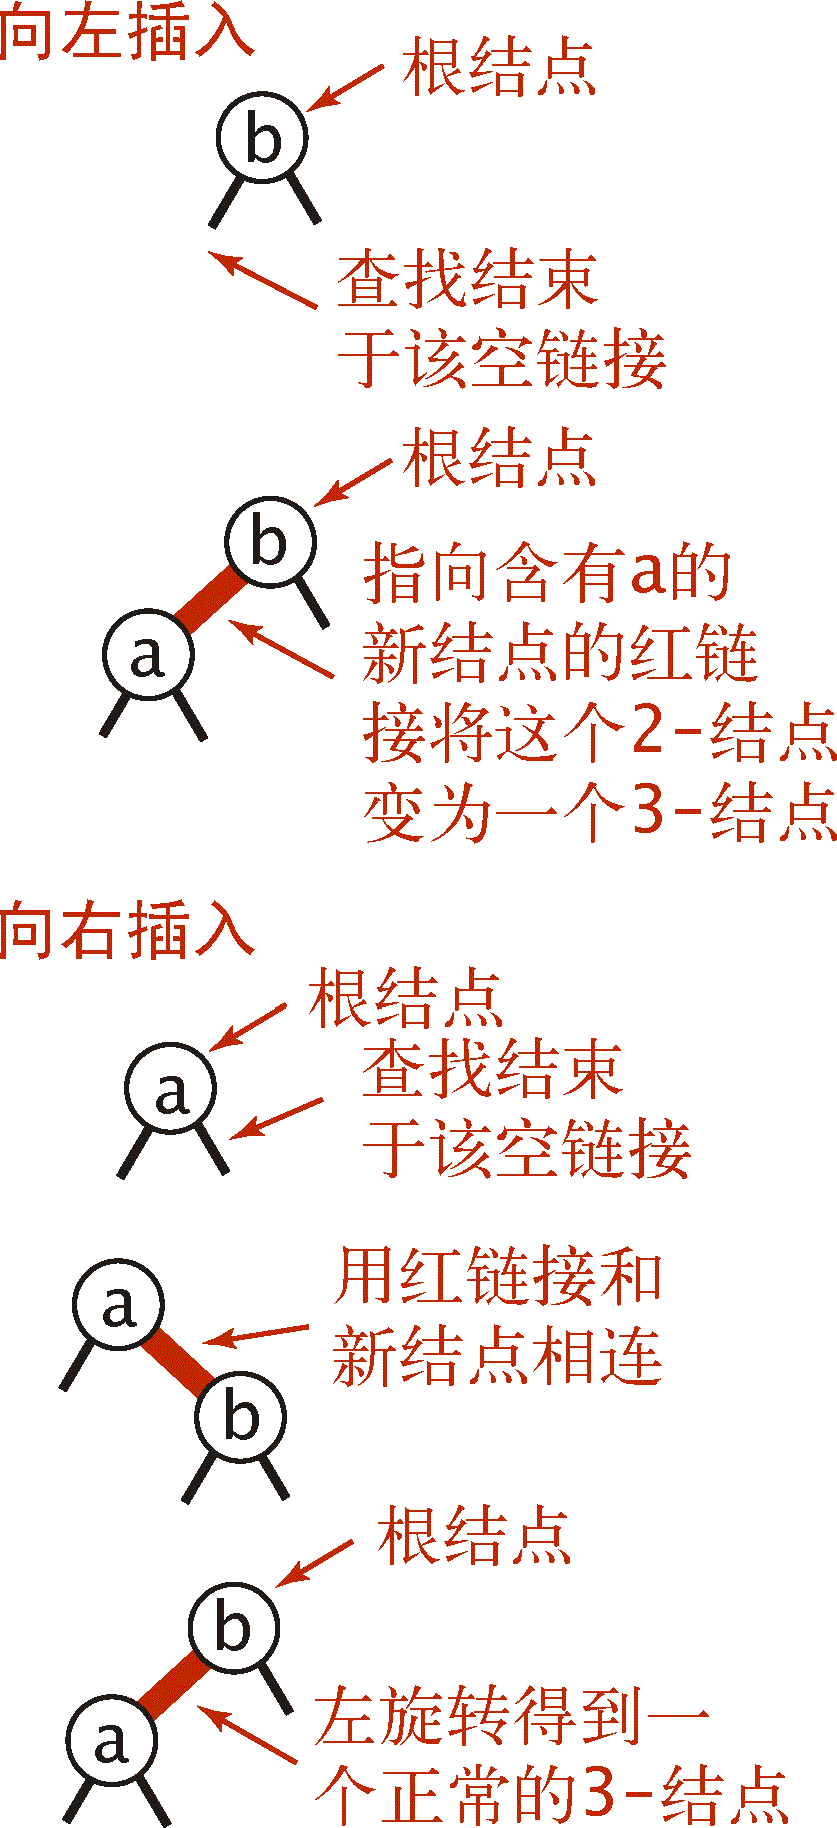 向左插入
根结点
b
查找结束
于该空链接
根结点
b
指向含有a的
新结点的红链
接将这个2-结点
变为一个3-结点
a
向右插入
根结点
a
查找结束
于该空链接
a
用红链接和
新结点相连
b
根结点
b
左旋转得到一
个正常的3-结点
a